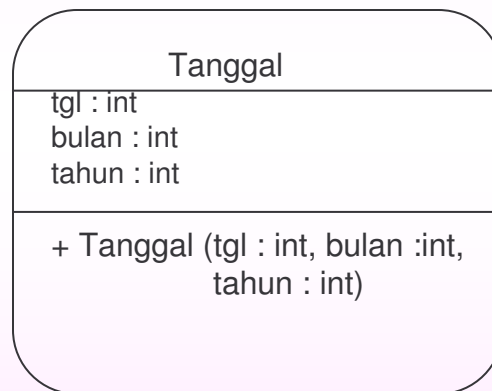 Tanggal
tgl : int
bulan : int
tahun : int
+ Tanggal (tgl : int, bulan :int,
tahun : int)